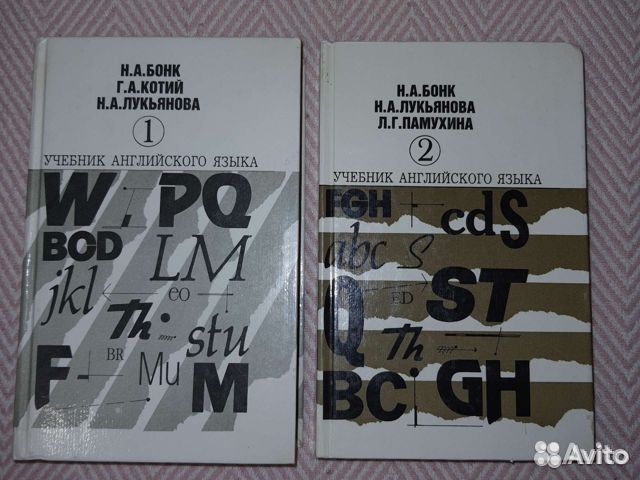 Н.А.БОНК
Г.А.КОТИЙ
Н.А.ЛУКЬЯНОВА
1
УЧЕБНИК АНГЛИЙСКОГО ЯЗЫКА
W PQ
BCD
LM
jkl
eo
Th
stu
BR
Mu
F M
Н.А.БОНК
Н.А.ЛУКЬЯНОВА
Л.Г.ПАМУХИНА
2
УЧЕБНИК АНГЛИЙСКОГО ЯЗЫКА
FGH
cdS
abc S
Q ED ST
Th
BC GH
Avito